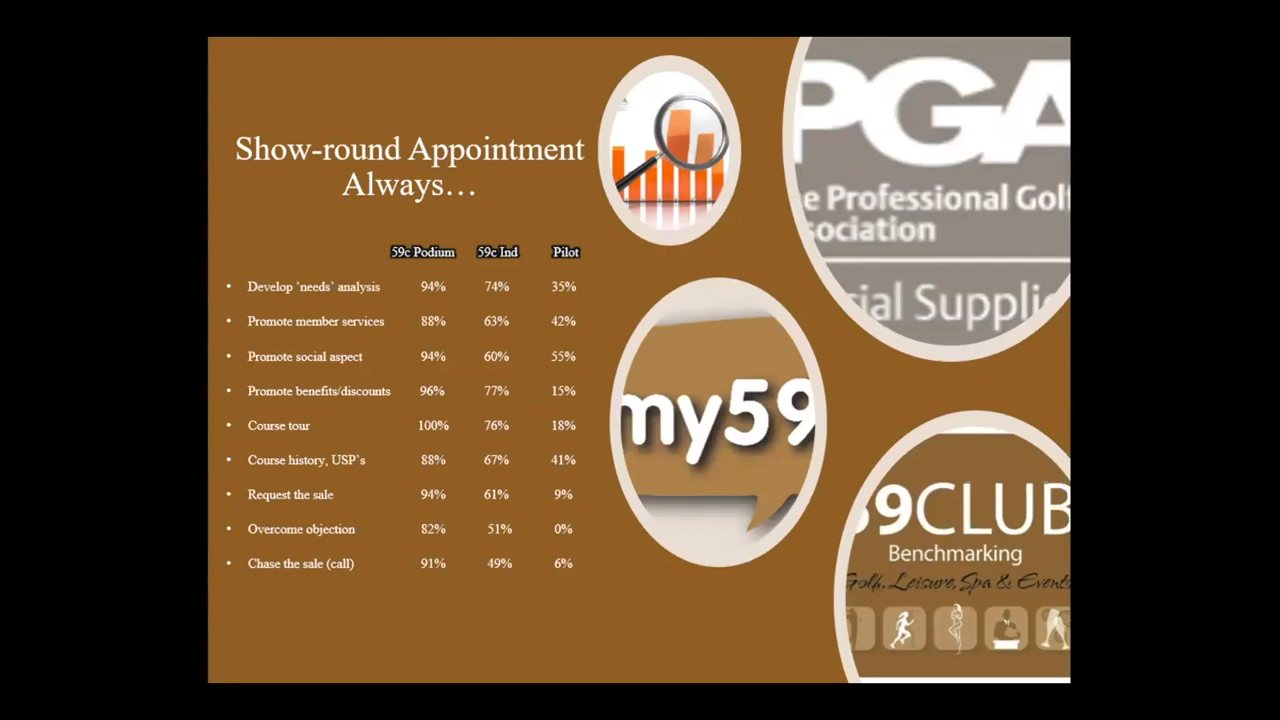 Show-round Appointment
Always…
59c Podium 59c Ind Pilot
• Develop 'needs' analysis 94% 74% 35%
• Promote member services 88% 63% 42%
• Promote social aspect 94% 60% 55%
• Promote benefits/discounts 96% 77% 15%
• Course tour 100% 76% 18%
• Course history, USP's 88% 67% 41%
• Request the sale 94% 61% 9%
• Overcome objection 82% 51% 0%
• Chase the sale (call) 91% 49% 6%
PGA
e Professional Golf
sociation
ial Supplie
my59
59CLUB
Benchmarking
Golf, Leisure, Spa & Events